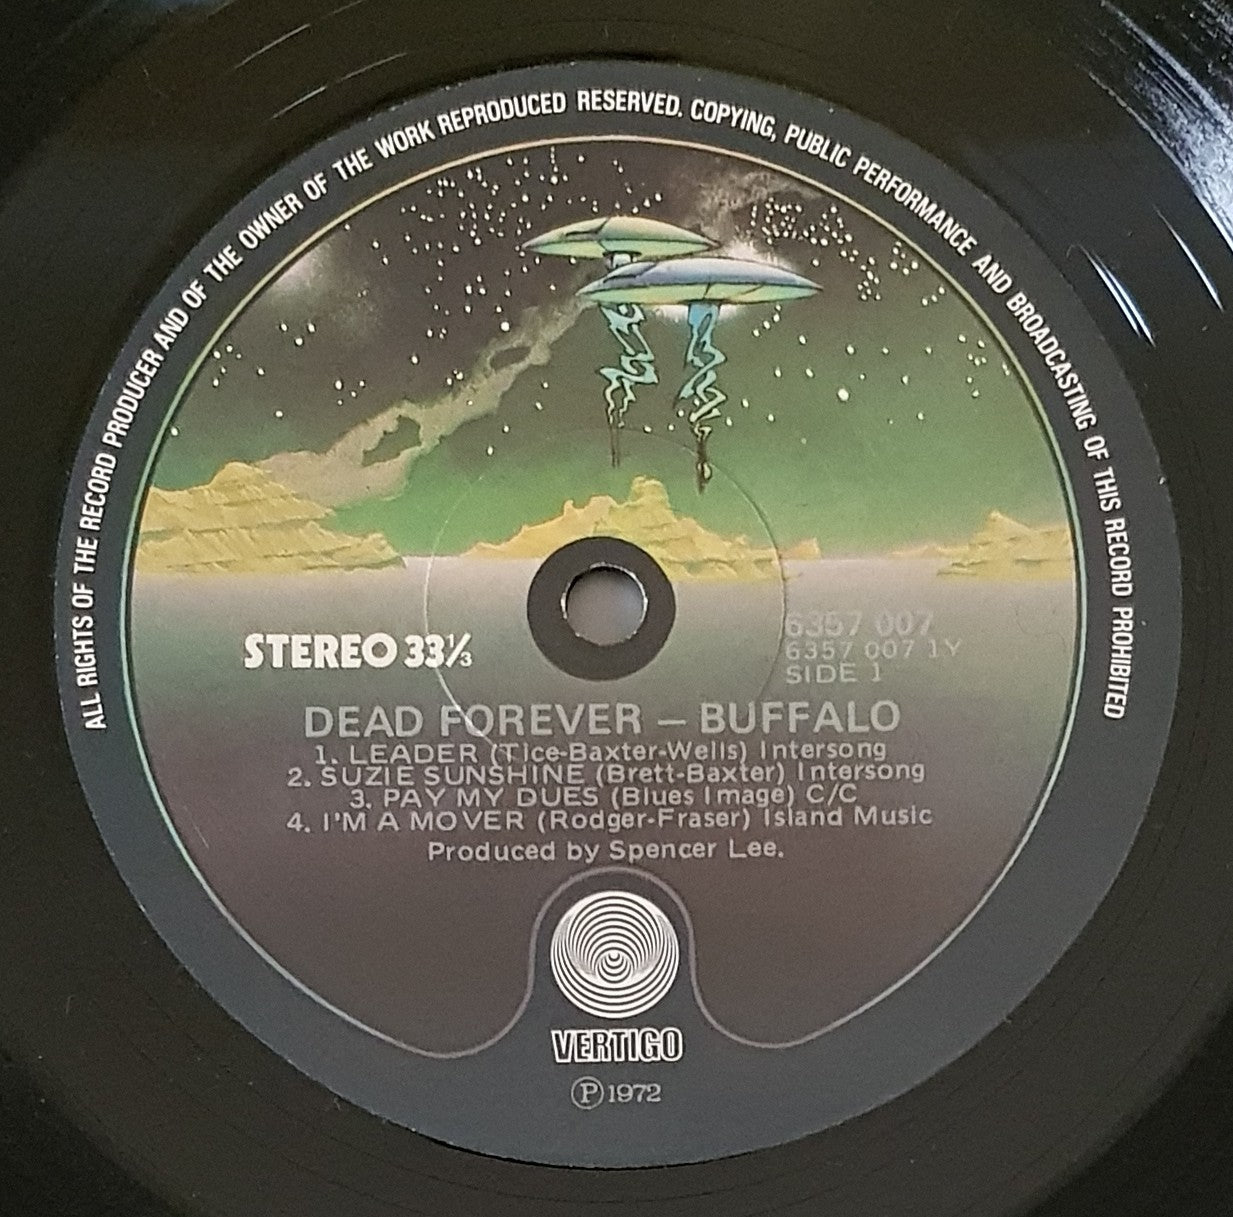 ALL RIGHTS OF THE RECORD PRODUCER AND OF THE OWNER OF THE WORK REPRODUCED RESERVED. COPYING, PUBLIC PERFORMANCE AND BROADCASTING OF THIS RECORD PROHIBITED
STEREO 33⅓
6357 007
6357 007 1Y
SIDE 1
DEAD FOREVER — BUFFALO
1. LEADER (Tice-Baxter-Wells) Intersong
2. SUZIE SUNSHINE (Brett-Baxter) Intersong
3. PAY MY DUES (Blues Image) C/C
4. I'M A MOVER (Rodger-Fraser) Island Music
Produced by Spencer Lee.
VERTIGO
Ⓟ 1972